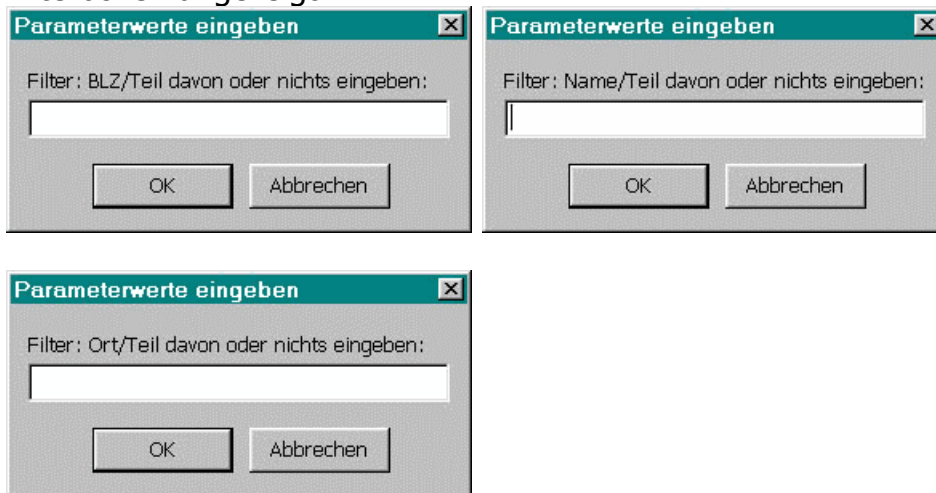 Parameterwerte eingeben
Filter: BLZ/Teil davon oder nichts eingeben:
OK Abbrechen
Parameterwerte eingeben
Filter: Name/Teil davon oder nichts eingeben:
OK Abbrechen
Parameterwerte eingeben
Filter: Ort/Teil davon oder nichts eingeben:
OK Abbrechen